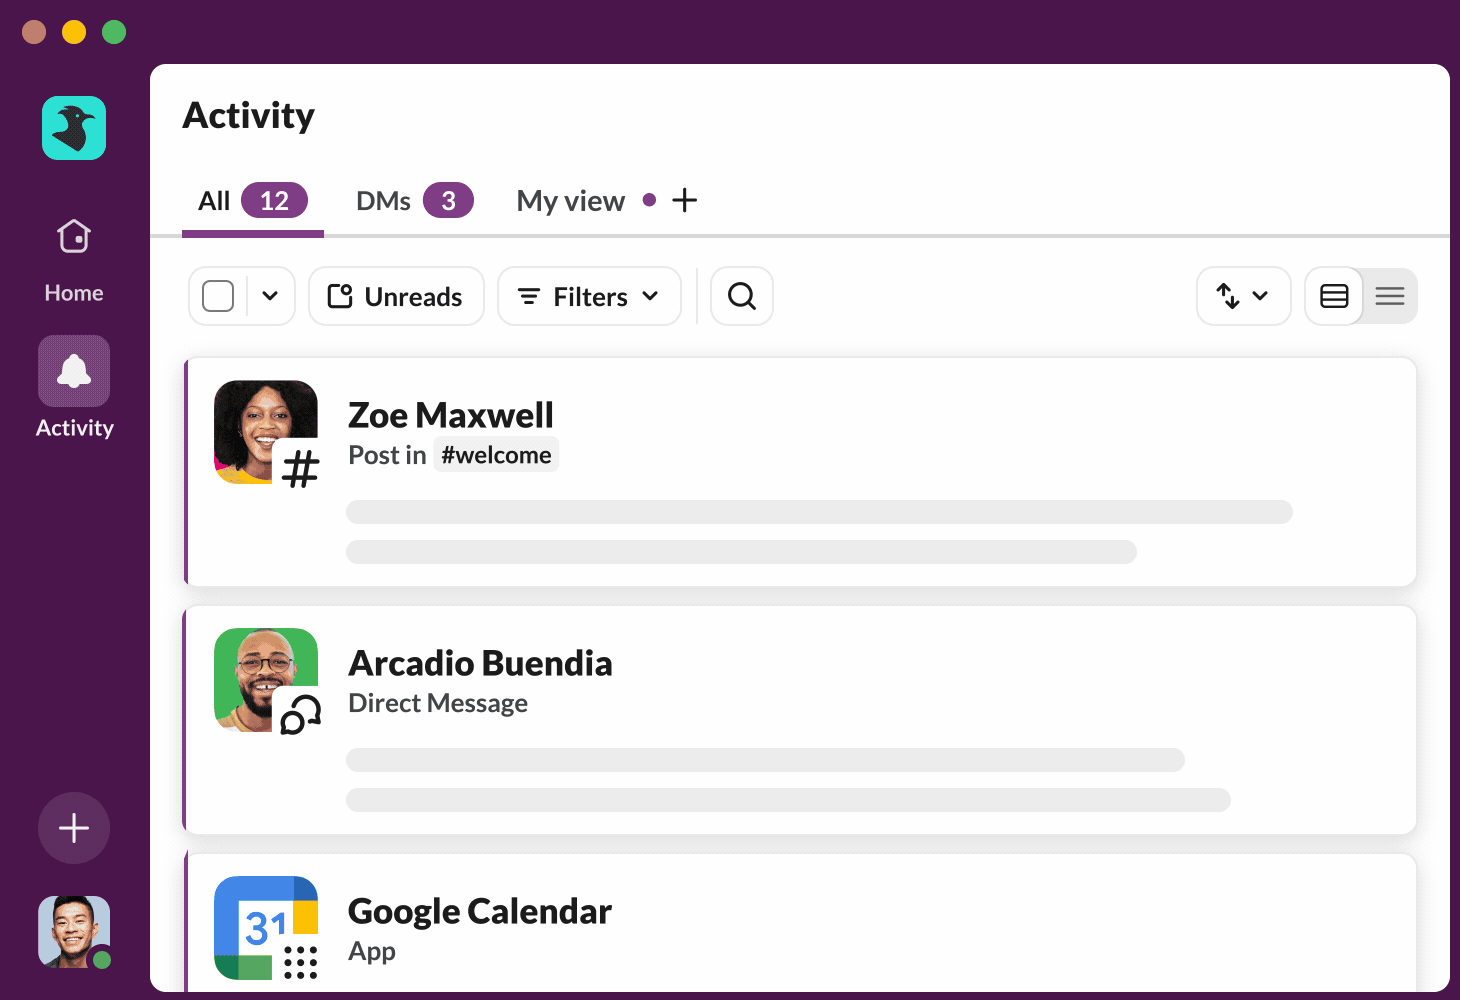 Activity
All 12 DMs 3 My view
Home
Unreads Filters
Activity
Zoe Maxwell
Post in #welcome
Arcadio Buendia
Direct Message
Google Calendar
31
App